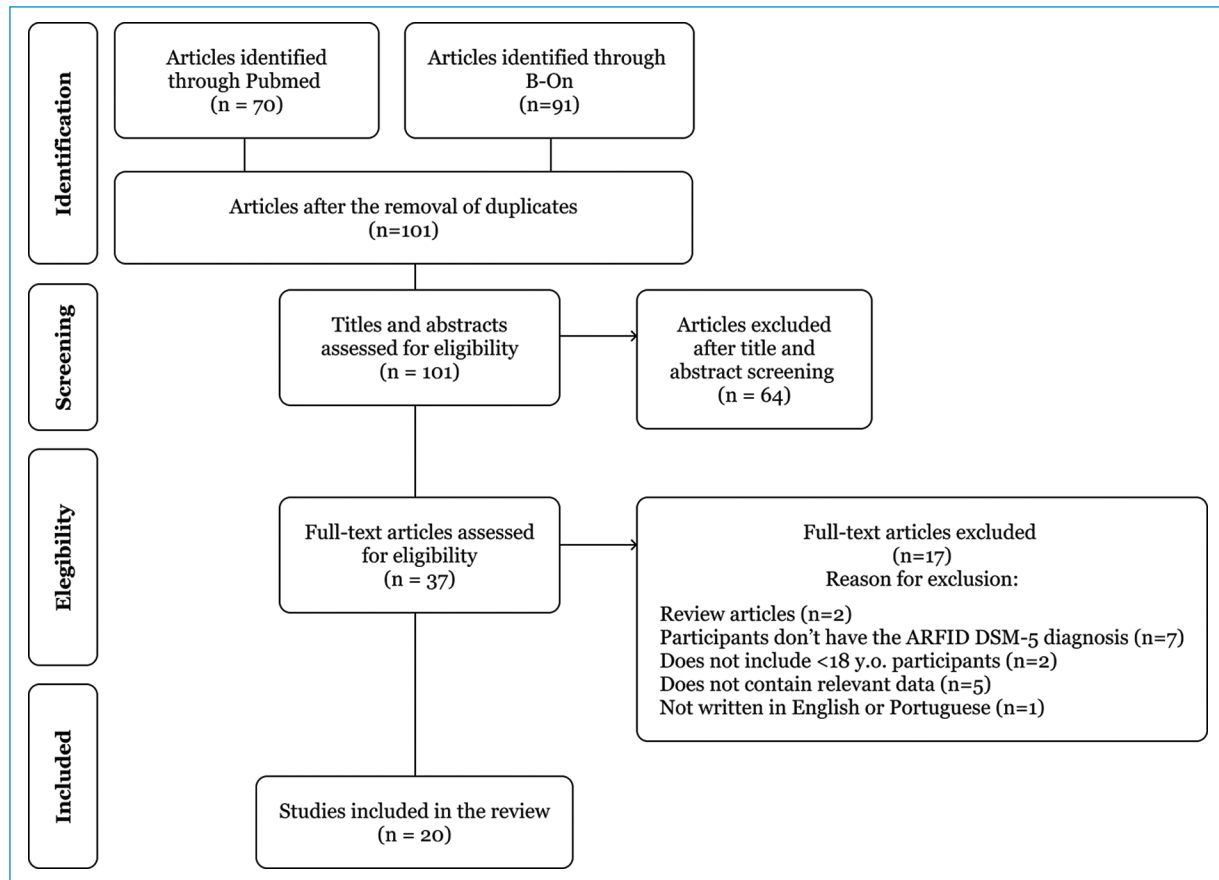 Identification
Articles identified
through Pubmed
(n = 70)
Articles identified through
B-On
(n=91)
Articles after the removal of duplicates
(n=101)
Screening
Titles and abstracts
assessed for eligibility
(n = 101)
Articles excluded
after title and
abstract screening
(n = 64)
Elegibility
Full-text articles assessed
for eligibility
(n = 37)
Full-text articles excluded
(n=17)
Reason for exclusion:
Review articles (n=2)
Participants don’t have the ARFID DSM-5 diagnosis (n=7)
Does not include <18 y.o. participants (n=2)
Does not contain relevant data (n=5)
Not written in English or Portuguese (n=1)
Included
Studies included in the review
(n = 20)